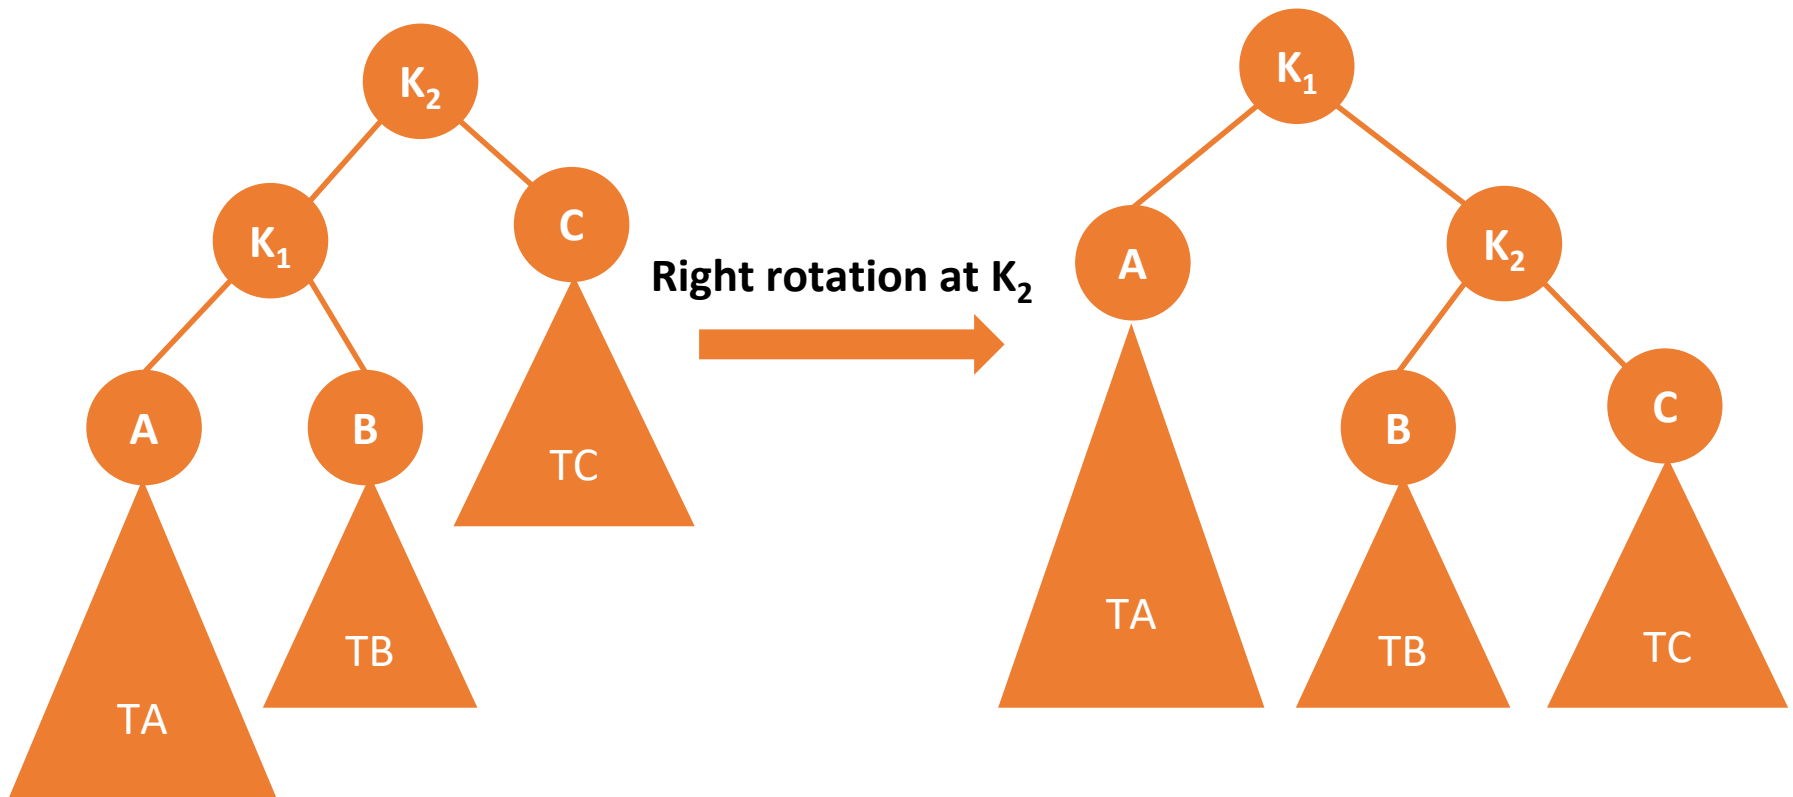 K₂
K₁
C
A
B
TC
TB
TA
Right rotation at K₂
K₁
A
K₂
B
C
TA
TB
TC